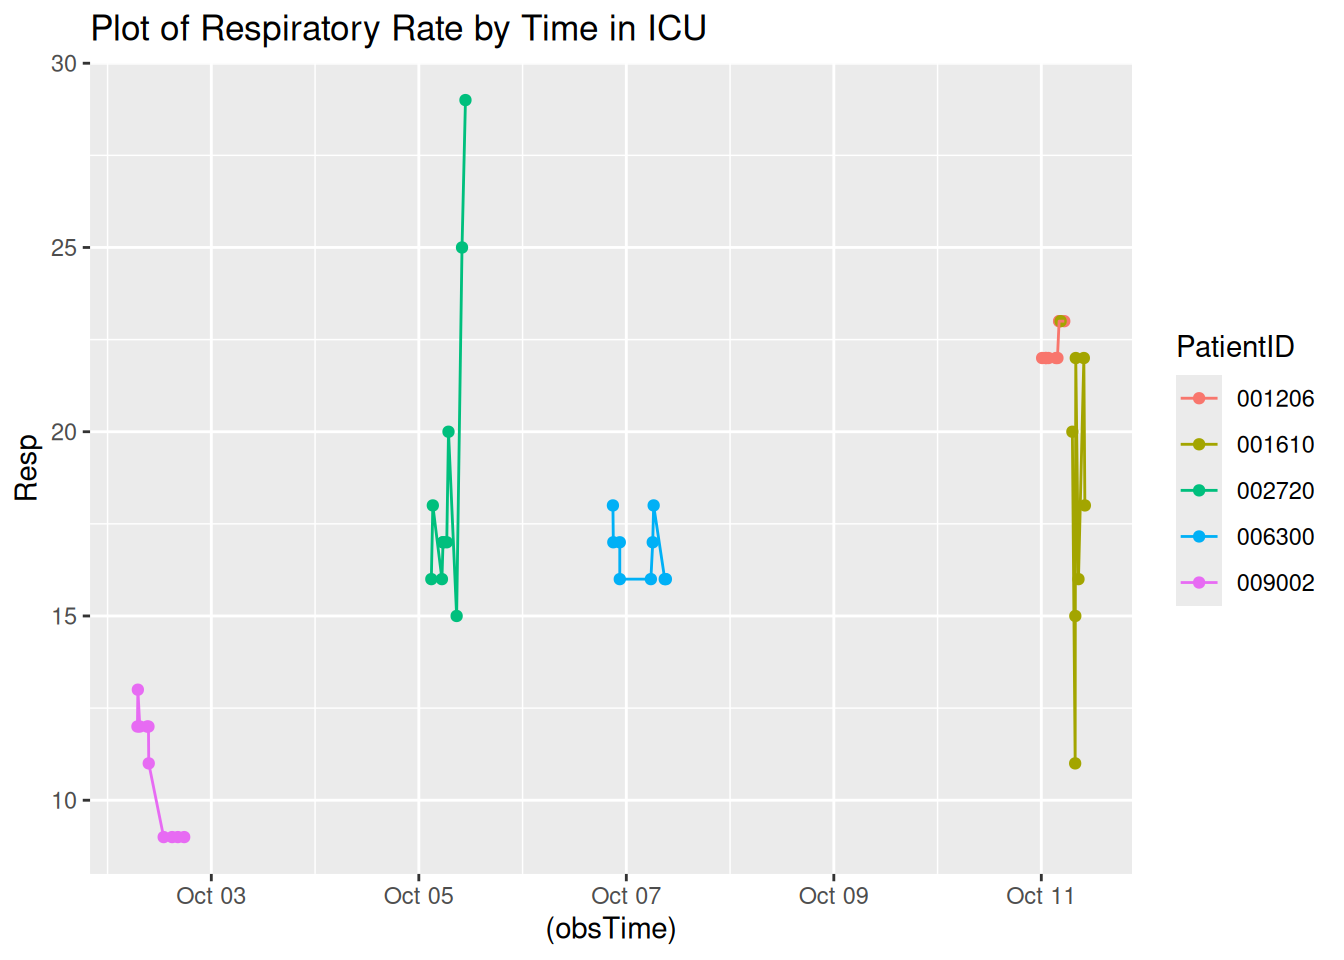 Plot of Respiratory Rate by Time in ICU
30
25
20
15
10
Resp
Oct 03
Oct 05
Oct 07
Oct 09
Oct 11
(obsTime)
PatientID
001206
001610
002720
006300
009002